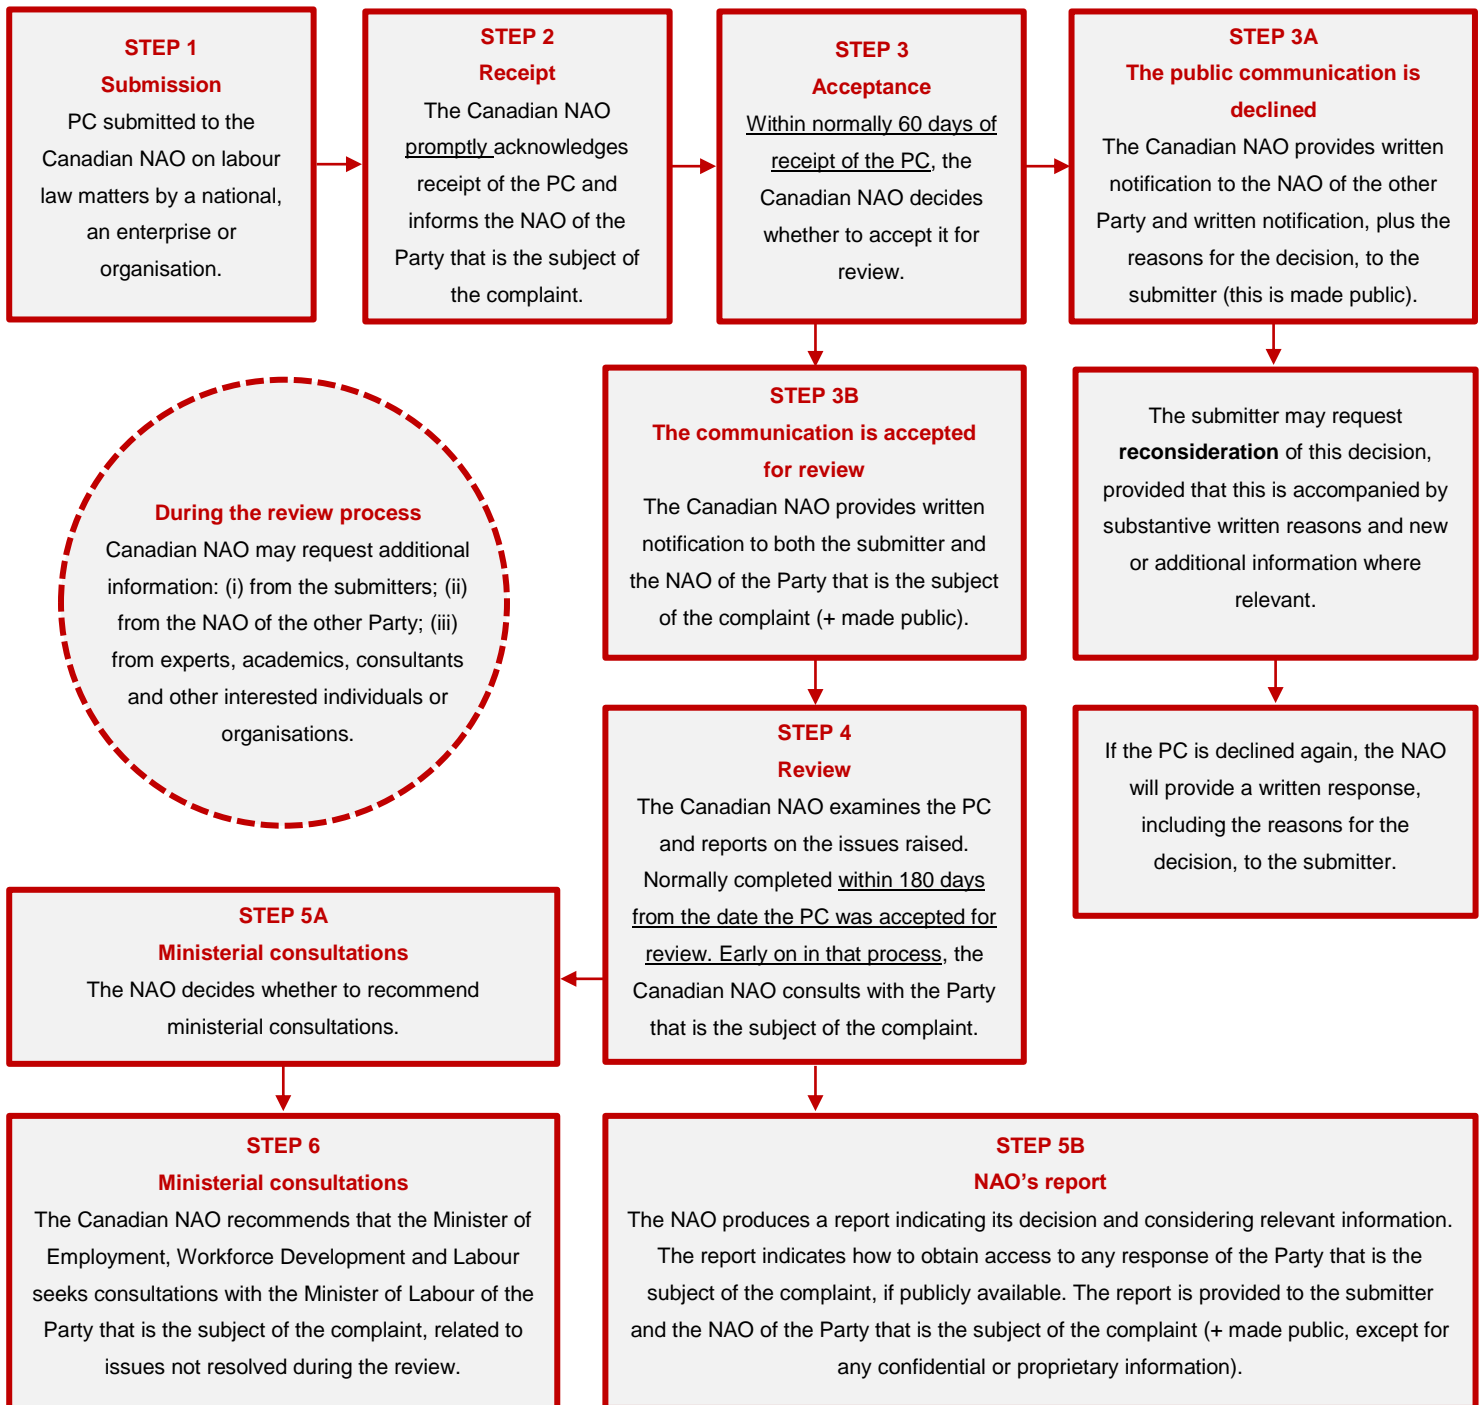 STEP 1
Submission
PC submitted to the
Canadian NAO on labour
law matters by a national,
an enterprise or
organisation.
STEP 2
Receipt
The Canadian NAO
promptly acknowledges
receipt of the PC and
informs the NAO of the
Party that is the subject of
the complaint.
STEP 3
Acceptance
Within normally 60 days of
receipt of the PC, the
Canadian NAO decides
whether to accept it for
review.
STEP 3A
The public communication is
declined
The Canadian NAO provides written
notification to the NAO of the other
Party and written notification, plus the
reasons for the decision, to the
submitter (this is made public).
STEP 3B
The communication is accepted
for review
The Canadian NAO provides written
notification to both the submitter and
the NAO of the Party that is the subject
of the complaint (+ made public).
The submitter may request
reconsideration of this decision,
provided that this is accompanied by
substantive written reasons and new
or additional information where
relevant.
During the review process
Canadian NAO may request additional
information: (i) from the submitters; (ii)
from the NAO of the other Party; (iii)
from experts, academics, consultants
and other interested individuals or
organisations.
STEP 4
Review
The Canadian NAO examines the PC
and reports on the issues raised.
Normally completed within 180 days
from the date the PC was accepted for
review. Early on in that process, the
Canadian NAO consults with the Party
that is the subject of the complaint.
If the PC is declined again, the NAO
will provide a written response,
including the reasons for the
decision, to the submitter.
STEP 5A
Ministerial consultations
The NAO decides whether to recommend
ministerial consultations.
STEP 6
Ministerial consultations
The Canadian NAO recommends that the Minister of
Employment, Workforce Development and Labour
seeks consultations with the Minister of Labour of the
Party that is the subject of the complaint, related to
issues not resolved during the review.
STEP 5B
NAO’s report
The NAO produces a report indicating its decision and considering relevant information.
The report indicates how to obtain access to any response of the Party that is the
subject of the complaint, if publicly available. The report is provided to the submitter
and the NAO of the Party that is the subject of the complaint (+ made public, except for
any confidential or proprietary information).